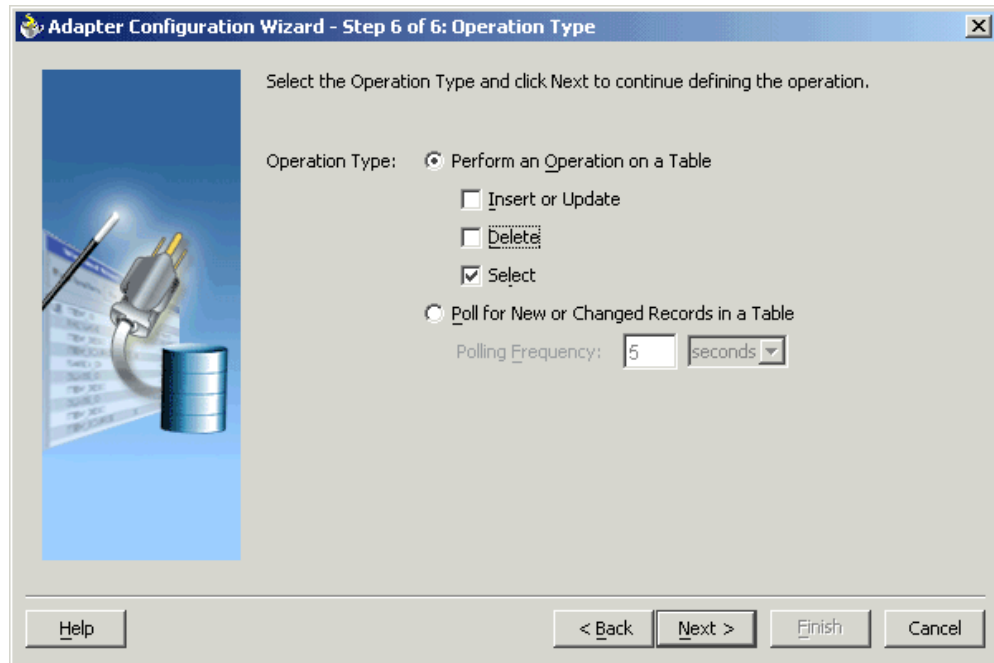 Adapter Configuration Wizard - Step 6 of 6: Operation Type
Select the Operation Type and click Next to continue defining the operation.
Operation Type: Perform an Operation on a Table
Insert or Update
Delete
Select
Poll for New or Changed Records in a Table
Polling Frequency: 5 seconds
Help < Back Next > Finish Cancel